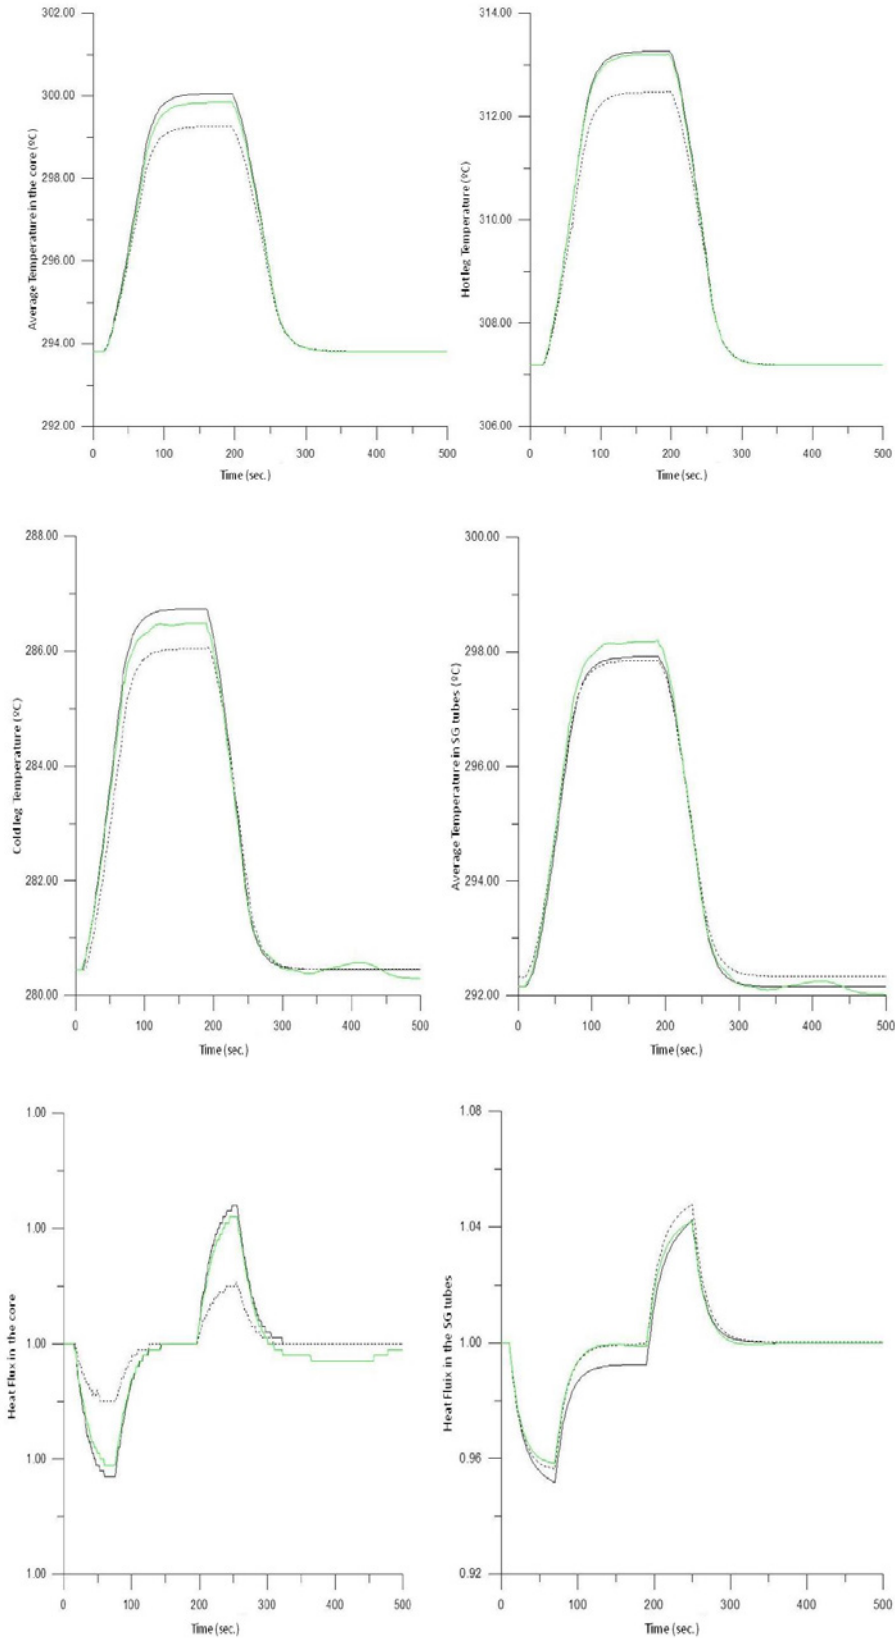 302.00
300.00
298.00
296.00
294.00
292.00
Average Temperature in the core (ºC)
0 100 200 300 400 500
Time (sec.)
314.00
312.00
310.00
308.00
306.00
Hot leg Temperature (ºC)
0 100 200 300 400 500
Time (sec.)
288.00
286.00
284.00
282.00
280.00
Cold leg Temperature (ºC)
0 100 200 300 400 500
Time (sec.)
300.00
298.00
296.00
294.00
292.00
Average Temperature in SG tubes (ºC)
0 100 200 300 400 500
Time (sec.)
1.00
1.00
1.00
1.00
1.00
Heat Flux in the core
0 100 200 300 400 500
Time (sec.)
1.08
1.04
1.00
0.96
0.92
Heat Fluix in the SG tubes
0 100 200 300 400 500
Time (sec.)